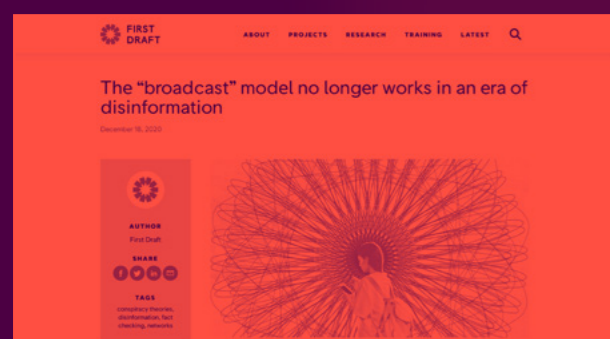 FIRST
DRAFT
ABOUT PROJECTS RESEARCH TRAINING LATEST
The “broadcast” model no longer works in an era of
disinformation
December 16, 2020
AUTHOR
First Draft
SHARE
TAGS
conspiracy theories,
disinformation, fact
checking, networks